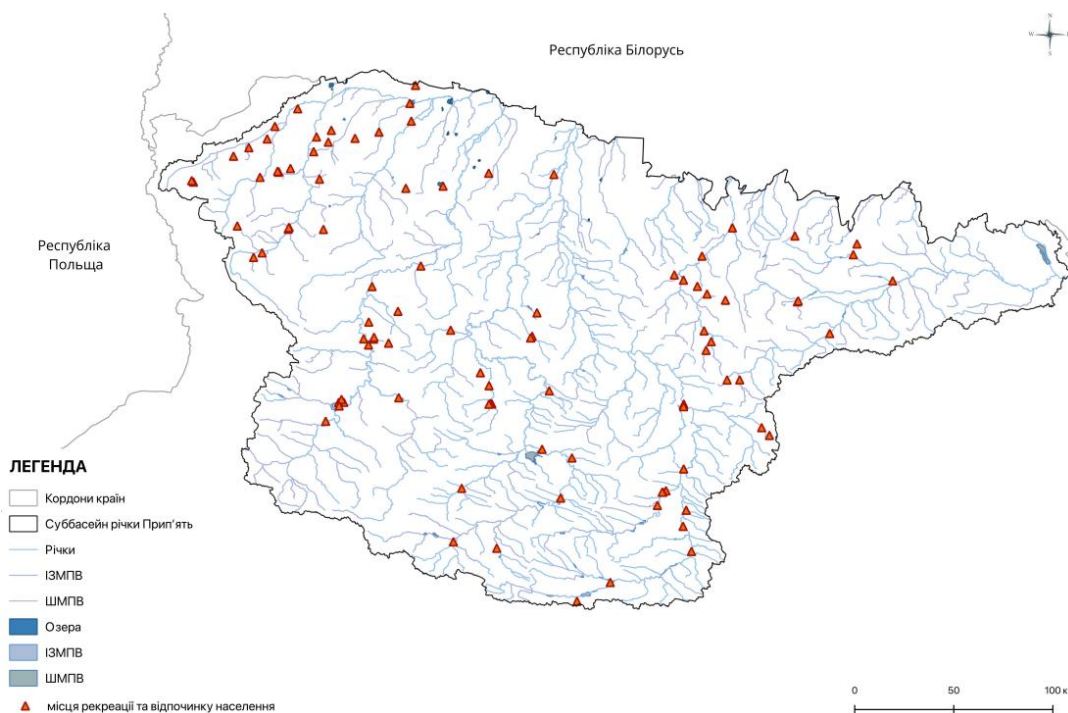 N
W
Республіка Білорусь
Республіка
Польща
ЛЕГЕНДА
Кордони країн
Суббасейн річки Прип'ять
Річки
ІЗМПВ
ШМПВ
Озера
ІЗМПВ
ШМПВ
місця рекреації та відпочинку населення
0 50 100 к